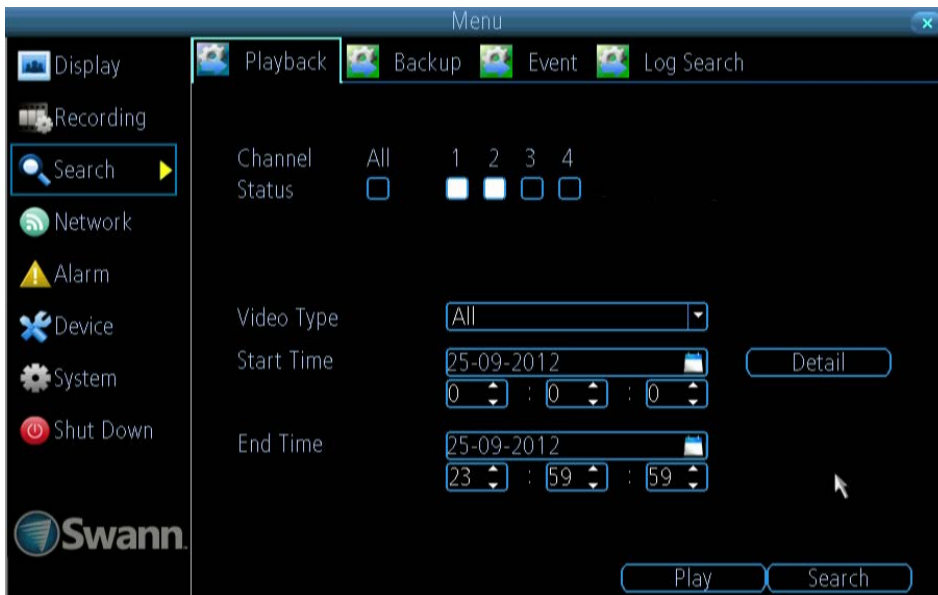 Menu
Display
Recording
Search
Network
Alarm
Device
System
Shut Down
Swann.
Playback Backup Event Log Search
Channel All 1 2 3 4
Status
Video Type All
Start Time 25-09-2012 Detail
0 : 0 : 0
End Time 25-09-2012
23 : 59 : 59
Play Search